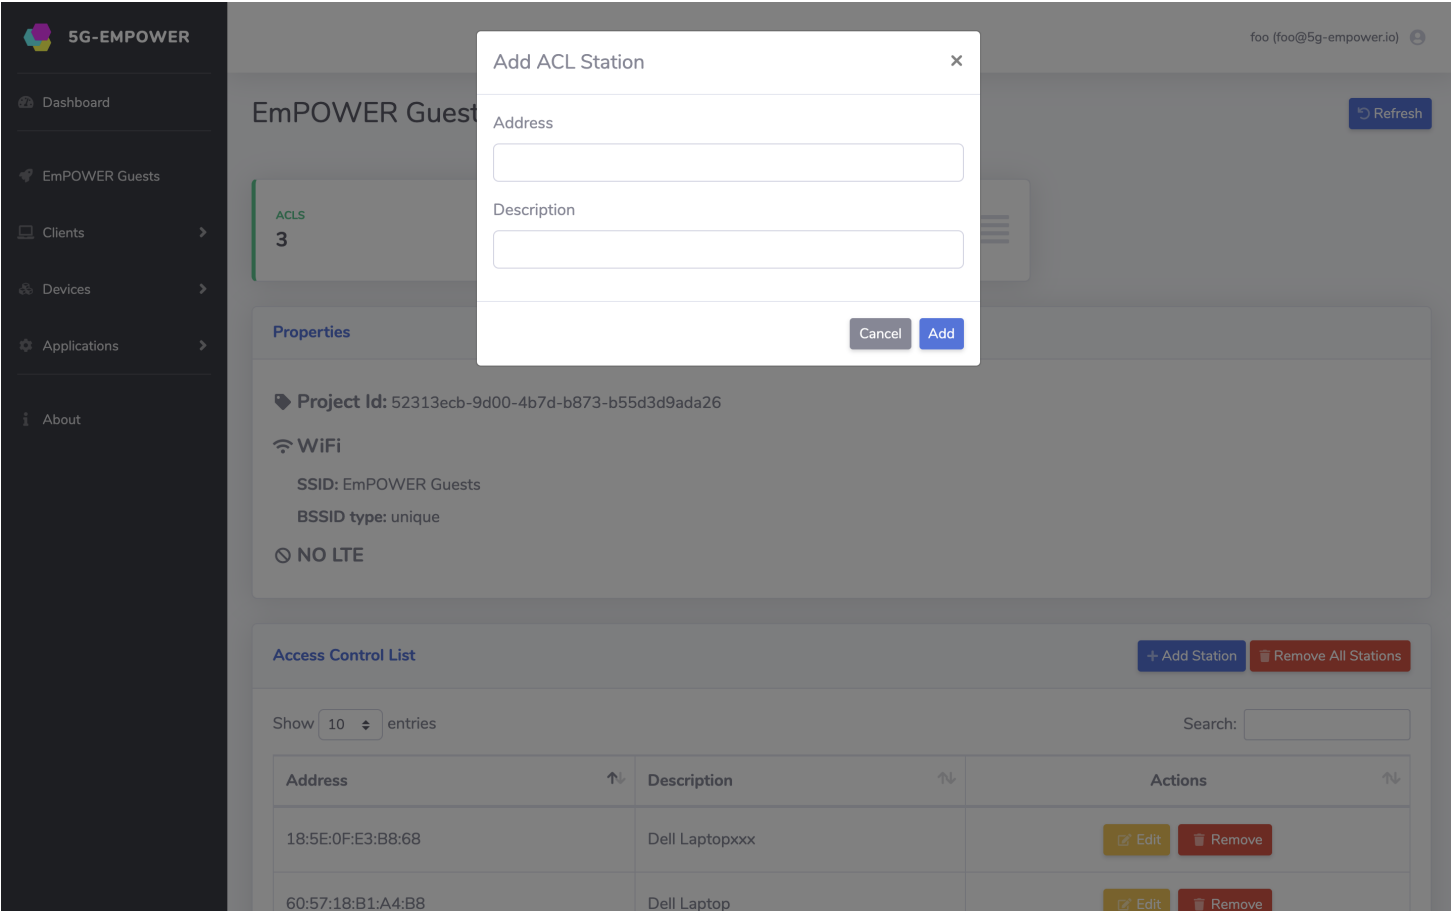 5G-EMPOWER
foo (foo@5g-empower.io)
Dashboard
EmPOWER Guests
Clients
Devices
Applications
About
Add ACL Station
×
Address
Description
Cancel
Add
EmPOWER Guest
Refresh
ACLS
3
Properties
Project Id: 52313ecb-9d00-4b7d-b873-b55d3d9ada26
WiFi
SSID: EmPOWER Guests
BSSID type: unique
NO LTE
Access Control List
+ Add Station
Remove All Stations
Show 10 entries
Search:
Address Description Actions
18:5E:0F:E3:B8:68 Dell Laptopxxx Edit Remove
60:57:18:B1:A4:B8 Dell Laptop Edit Remove